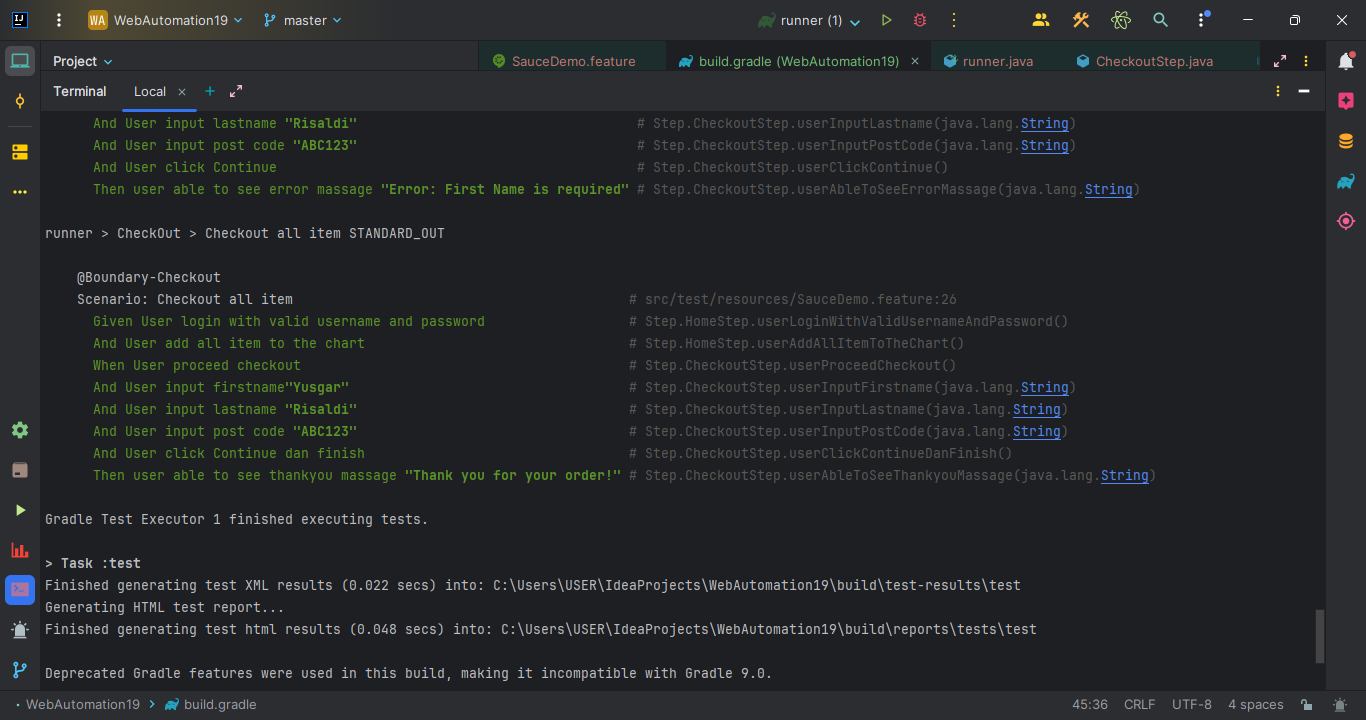 WA WebAutomation19 master runner (1)
Project SauceDemo.feature build.gradle (WebAutomation19) runner.java CheckoutStep.java
Terminal Local
And User input lastname "Risaldi" # Step.CheckoutStep.userInputLastname(java.lang.String)
And User input post code "ABC123" # Step.CheckoutStep.userInputPostCode(java.lang.String)
And User click Continue # Step.CheckoutStep.userClickContinue()
Then user able to see error massage "Error: First Name is required" # Step.CheckoutStep.userAbleToSeeErrorMassage(java.lang.String)
runner > CheckOut > Checkout all item STANDARD_OUT
@Boundary-Checkout
Scenario: Checkout all item # src/test/resources/SauceDemo.feature:26
Given User login with valid username and password # Step.HomeStep.userLoginWithValidUsernameAndPassword()
And User add all item to the chart # Step.HomeStep.userAddAllItemToTheChart()
When User proceed checkout # Step.CheckoutStep.userProceedCheckout()
And User input firstname"Yusgar" # Step.CheckoutStep.userInputFirstname(java.lang.String)
And User input lastname "Risaldi" # Step.CheckoutStep.userInputLastname(java.lang.String)
And User input post code "ABC123" # Step.CheckoutStep.userInputPostCode(java.lang.String)
And User click Continue dan finish # Step.CheckoutStep.userClickContinueDanFinish()
Then user able to see thankyou massage "Thank you for your order!" # Step.CheckoutStep.userAbleToSeeThankyouMassage(java.lang.String)
Gradle Test Executor 1 finished executing tests.
> Task :test
Finished generating test XML results (0.022 secs) into: C:\Users\USER\IdeaProjects\WebAutomation19\build\test-results\test
Generating HTML test report...
Finished generating test html results (0.048 secs) into: C:\Users\USER\IdeaProjects\WebAutomation19\build\reports\tests\test
Deprecated Gradle features were used in this build, making it incompatible with Gradle 9.0.
WebAutomation19 > build.gradle 45:36 CRLF UTF-8 4 spaces